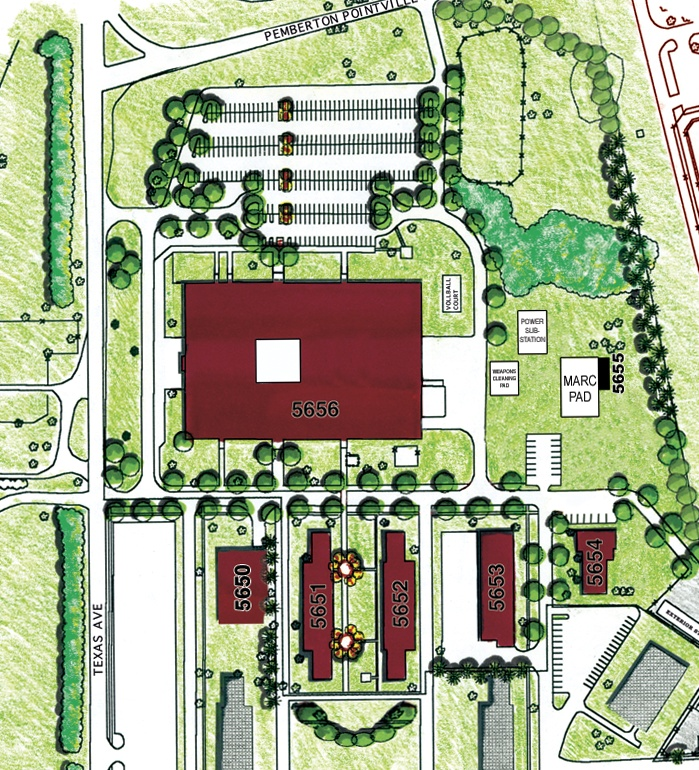 PEMBERTON POINTVILLE
VOLLBALL
COURT
POWER
SUB-
STATION
WEAPONS
CLEANING
PAD
MARC
PAD
5655
5656
5650
5651
5652
5653
5654
TEXAS AVE
EXTERIOR